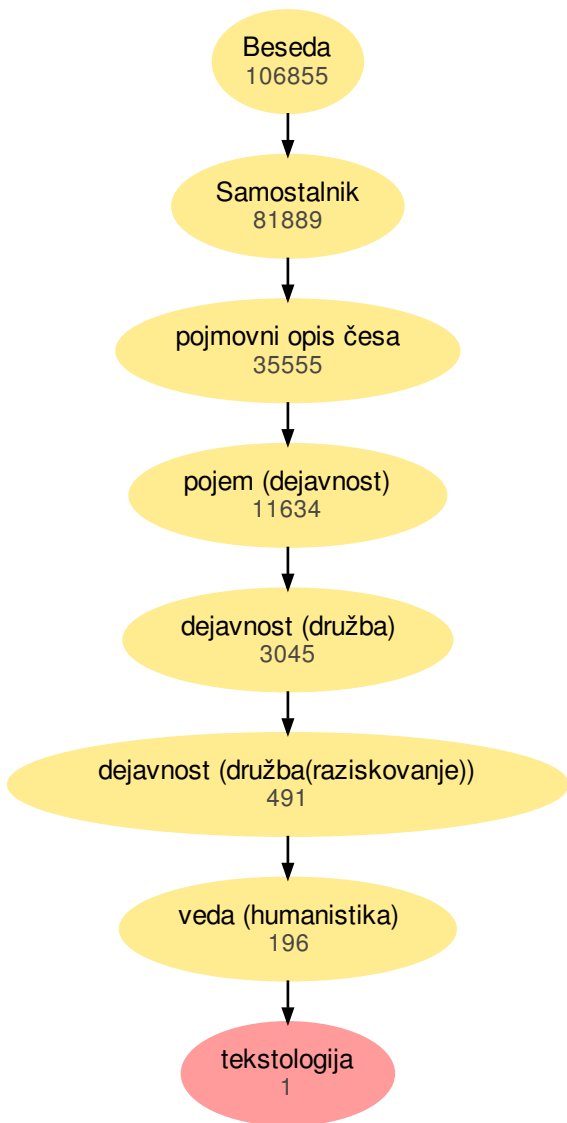 Beseda
106855
Samostalnik
81889
pojmovni opis česa
35555
pojem (dejavnost)
11634
dejavnost (družba)
3045
dejavnost (družba(raziskovanje))
491
veda (humanistika)
196
tekstologija
1